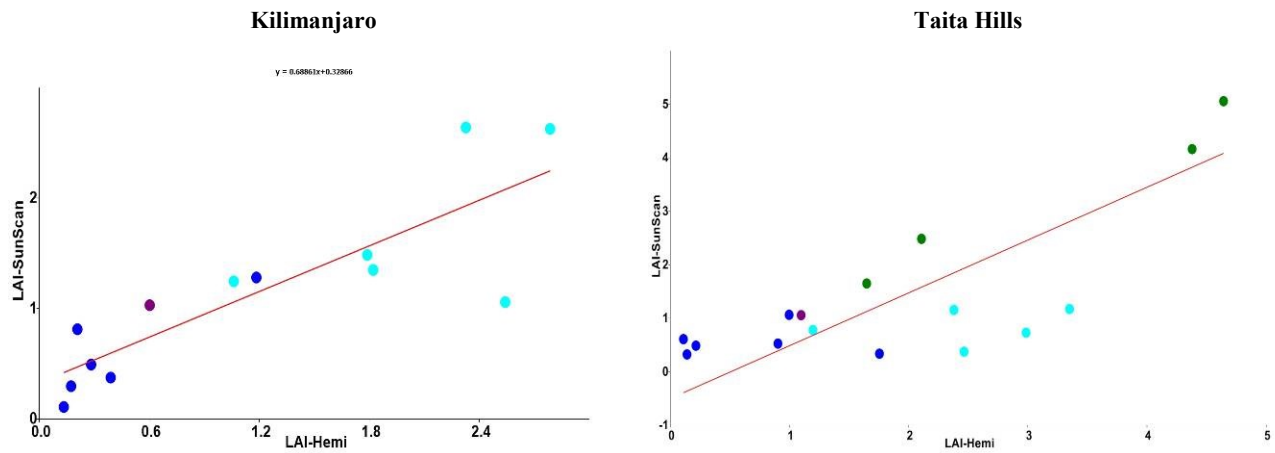 Kilimanjaro
y = 0.68861x+0.32866
LAI-SunScan
2
1
0
0.0 0.6 1.2 1.8 2.4
LAI-Hemi
Taita Hills
LAI-SunScan
5
4
3
2
1
0
-1
0 1 2 3 4 5
LAI-Hemi